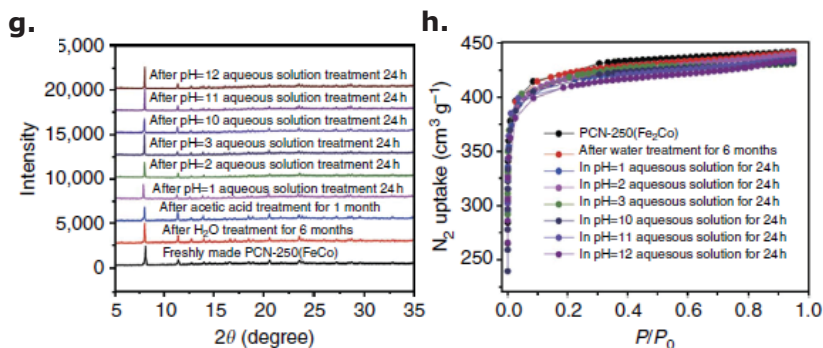 g.
5,000
20,000
15,000
10,000
5,000
0
Intensity
After pH=12 aqueous solution treatment 24 h
After pH=11 aqueous solution treatment 24 h
After pH=10 aqueous solution treatment 24 h
After pH=3 aqueous solution treatment 24 h
After pH=2 aqueous solution treatment 24 h
After pH=1 aqueous solution treatment 24 h
After acetic acid treatment for 1 month
After H₂O treatment for 6 months
Freshly made PCN-250(FeCo)
5 10 15 20 25 30 35
2θ (degree)
h.
450
400
350
300
250
N₂ uptake (cm³ g⁻¹)
PCN-250(Fe₂Co)
After water treatment for 6 months
In pH=1 aquesous solution for 24 h
In pH=2 aquesous solution for 24 h
In pH=3 aquesous solution for 24 h
In pH=10 aquesous solution for 24 h
In pH=11 aquesous solution for 24 h
In pH=12 aquesous solution for 24 h
0.0 0.2 0.4 0.6 0.8 1.0
P/P₀